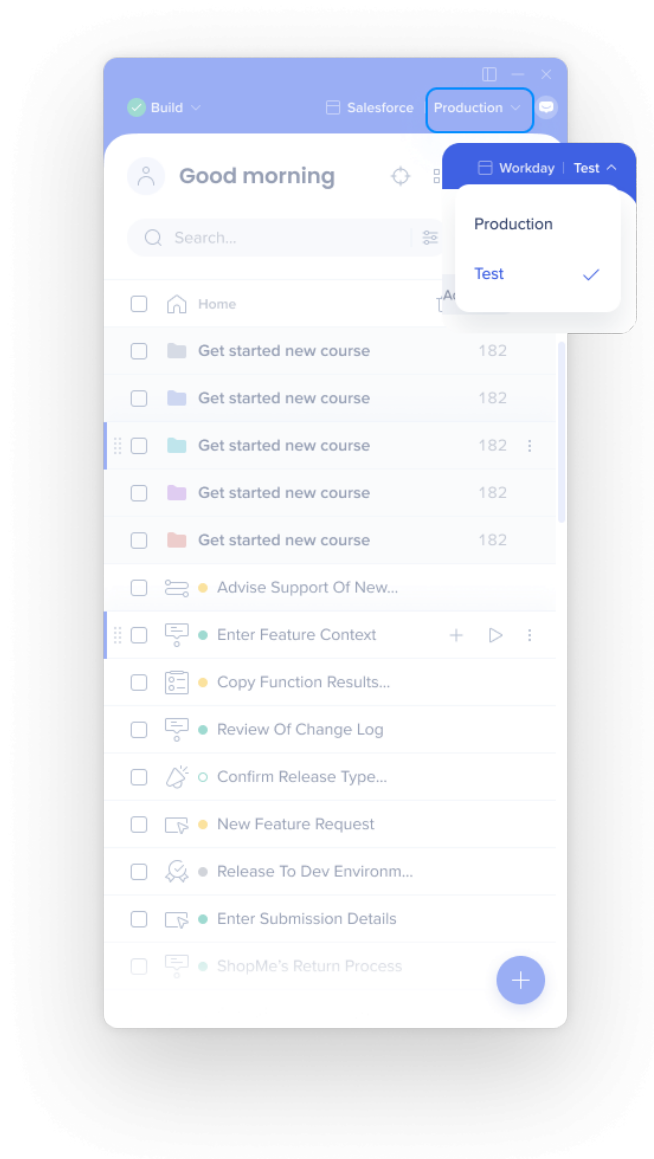 Build
Salesforce
Production
Good morning
Workday | Test
Search...
Production
Test
Home
Get started new course 182
Get started new course 182
Get started new course 182
Get started new course 182
Get started new course 182
Advise Support Of New...
Enter Feature Context
Copy Function Results...
Review Of Change Log
Confirm Release Type...
New Feature Request
Release To Dev Environm...
Enter Submission Details
ShopMe's Return Process